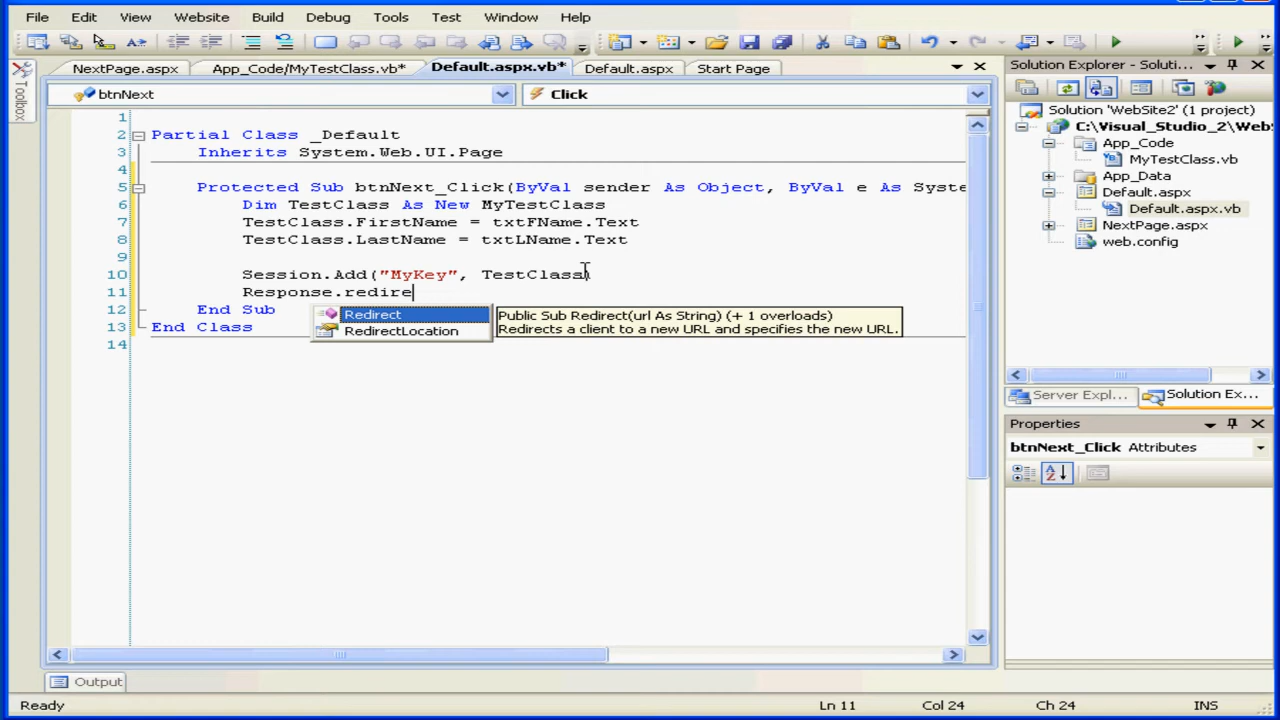 File Edit View Website Build Debug Tools Test Window Help
NextPage.aspx App_Code/MyTestClass.vb* Default.aspx.vb* Default.aspx Start Page
Toolbox
btnNext Click
1
2 Partial Class _Default
3 Inherits System.Web.UI.Page
4
5 Protected Sub btnNext_Click(ByVal sender As Object, ByVal e As Syste
6 Dim TestClass As New MyTestClass
7 TestClass.FirstName = txtFName.Text
8 TestClass.LastName = txtLName.Text
9
10 Session.Add("MyKey", TestClass)
11 Response.redire
12 End Sub
13 End Class
14
Redirect
RedirectLocation
Public Sub Redirect(url As String) (+ 1 overloads)
Redirects a client to a new URL and specifies the new URL.
Solution Explorer - Soluti...
Solution 'WebSite2' (1 project)
C:\Visual_Studio_2\Web
App_Code
MyTestClass.vb
App_Data
Default.aspx
Default.aspx.vb
NextPage.aspx
web.config
Server Expl... Solution Ex...
Properties
btnNext_Click Attributes
Output
Ready Ln 11 Col 24 Ch 24 INS